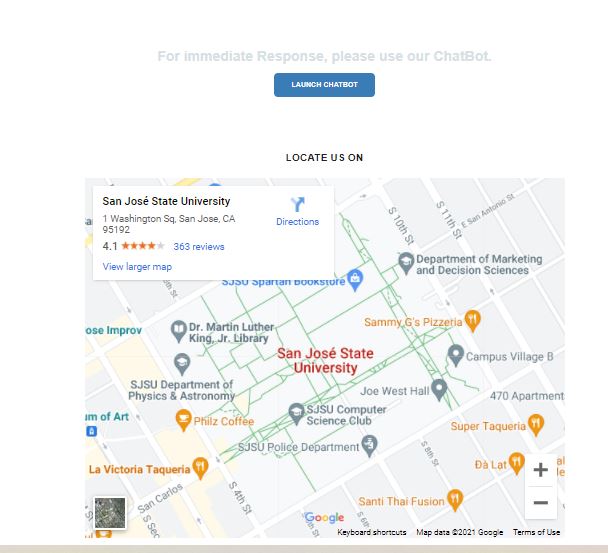 For immediate Response, please use our ChatBot.
LAUNCH CHATBOT
LOCATE US ON
San José State University
1 Washington Sq, San Jose, CA
95192
4.1
363 reviews
View larger map
Directions
S 10th St
S 11th St
E San Antonio St
Department of Marketing
and Decision Sciences
SJSU Spartan Bookstore
Sammy G's Pizzeria
ose Improv
Dr. Martin Luther
King, Jr. Library
San José State
University
Campus Village B
SJSU Department of
Physics & Astronomy
Joe West Hall
470 Apartment
um of Art
Philz Coffee
SJSU Computer
Science Club
Super Taqueria
SJSU Police Department
S 8th St
La Victoria Taqueria
Đà Lạt
San Carlos
S 4th St
Santi Thai Fusion
S 6th St
Google
Keyboard shortcuts
Map data ©2021 Google
Terms of Use